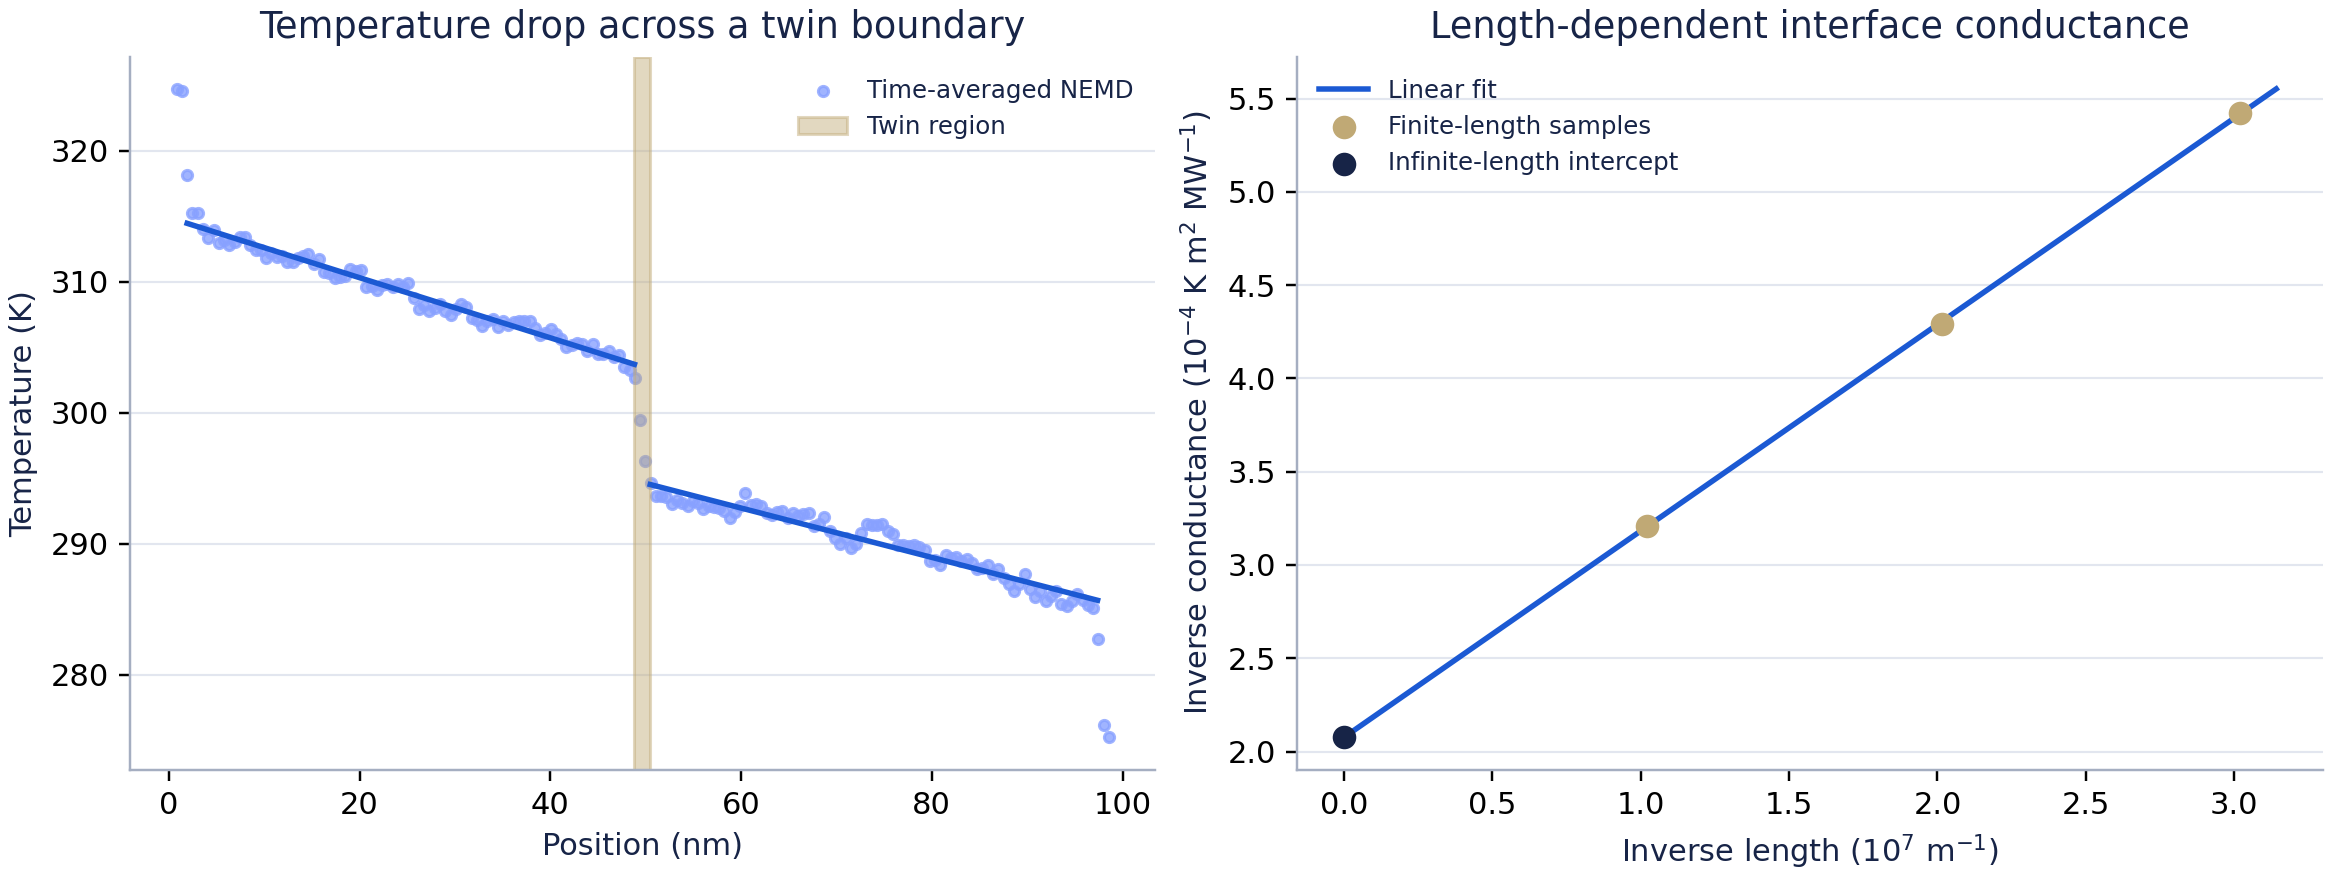 Temperature drop across a twin boundary
Time-averaged NEMD
Twin region
Temperature (K)
320
310
300
290
280
0 20 40 60 80 100
Position (nm)
Length-dependent interface conductance
Linear fit
Finite-length samples
Infinite-length intercept
Inverse conductance (10⁻⁴ K m² MW⁻¹)
5.5
5.0
4.5
4.0
3.5
3.0
2.5
2.0
0.0 0.5 1.0 1.5 2.0 2.5 3.0
Inverse length (10⁷ m⁻¹)